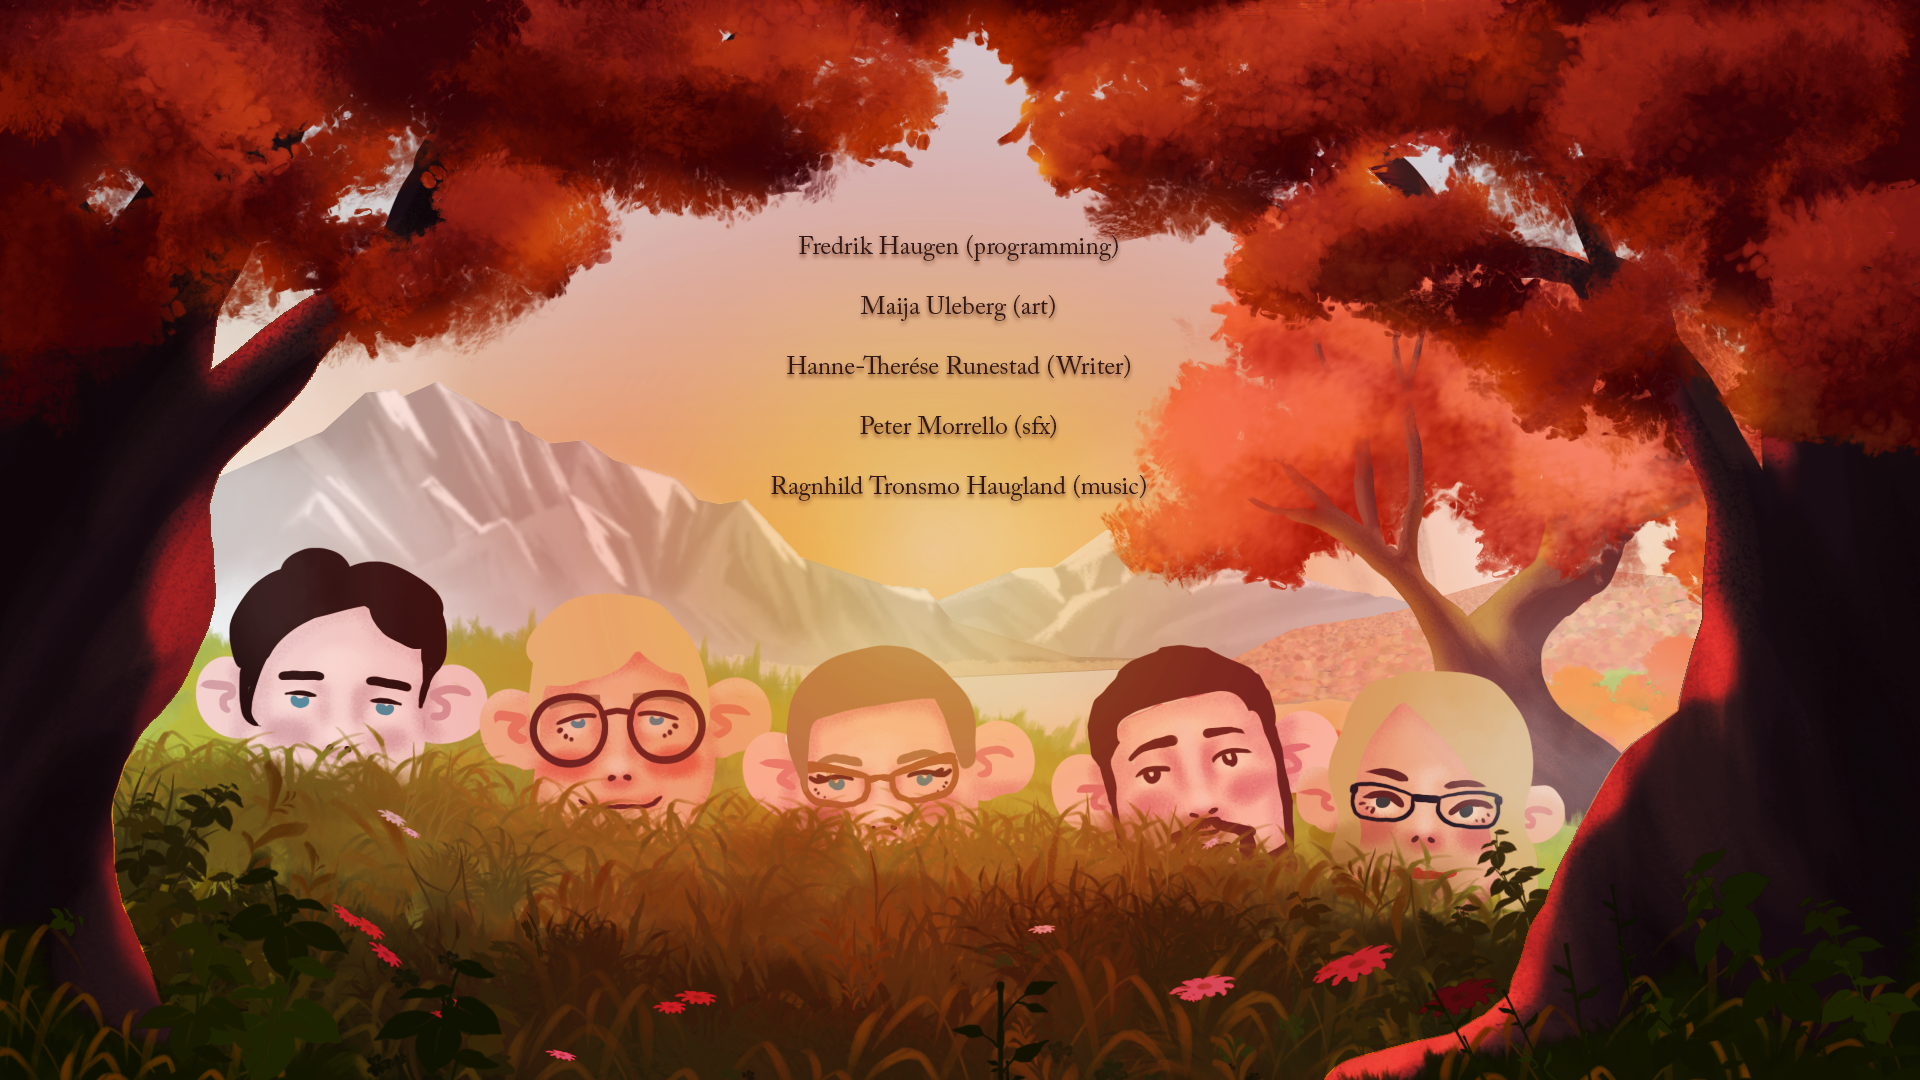 Fredrik Haugen (programming)
Maija Uleberg (art)
Hanne-Therése Runestad (Writer)
Peter Morrello (sfx)
Ragnhild Tronsmo Haugland (music)